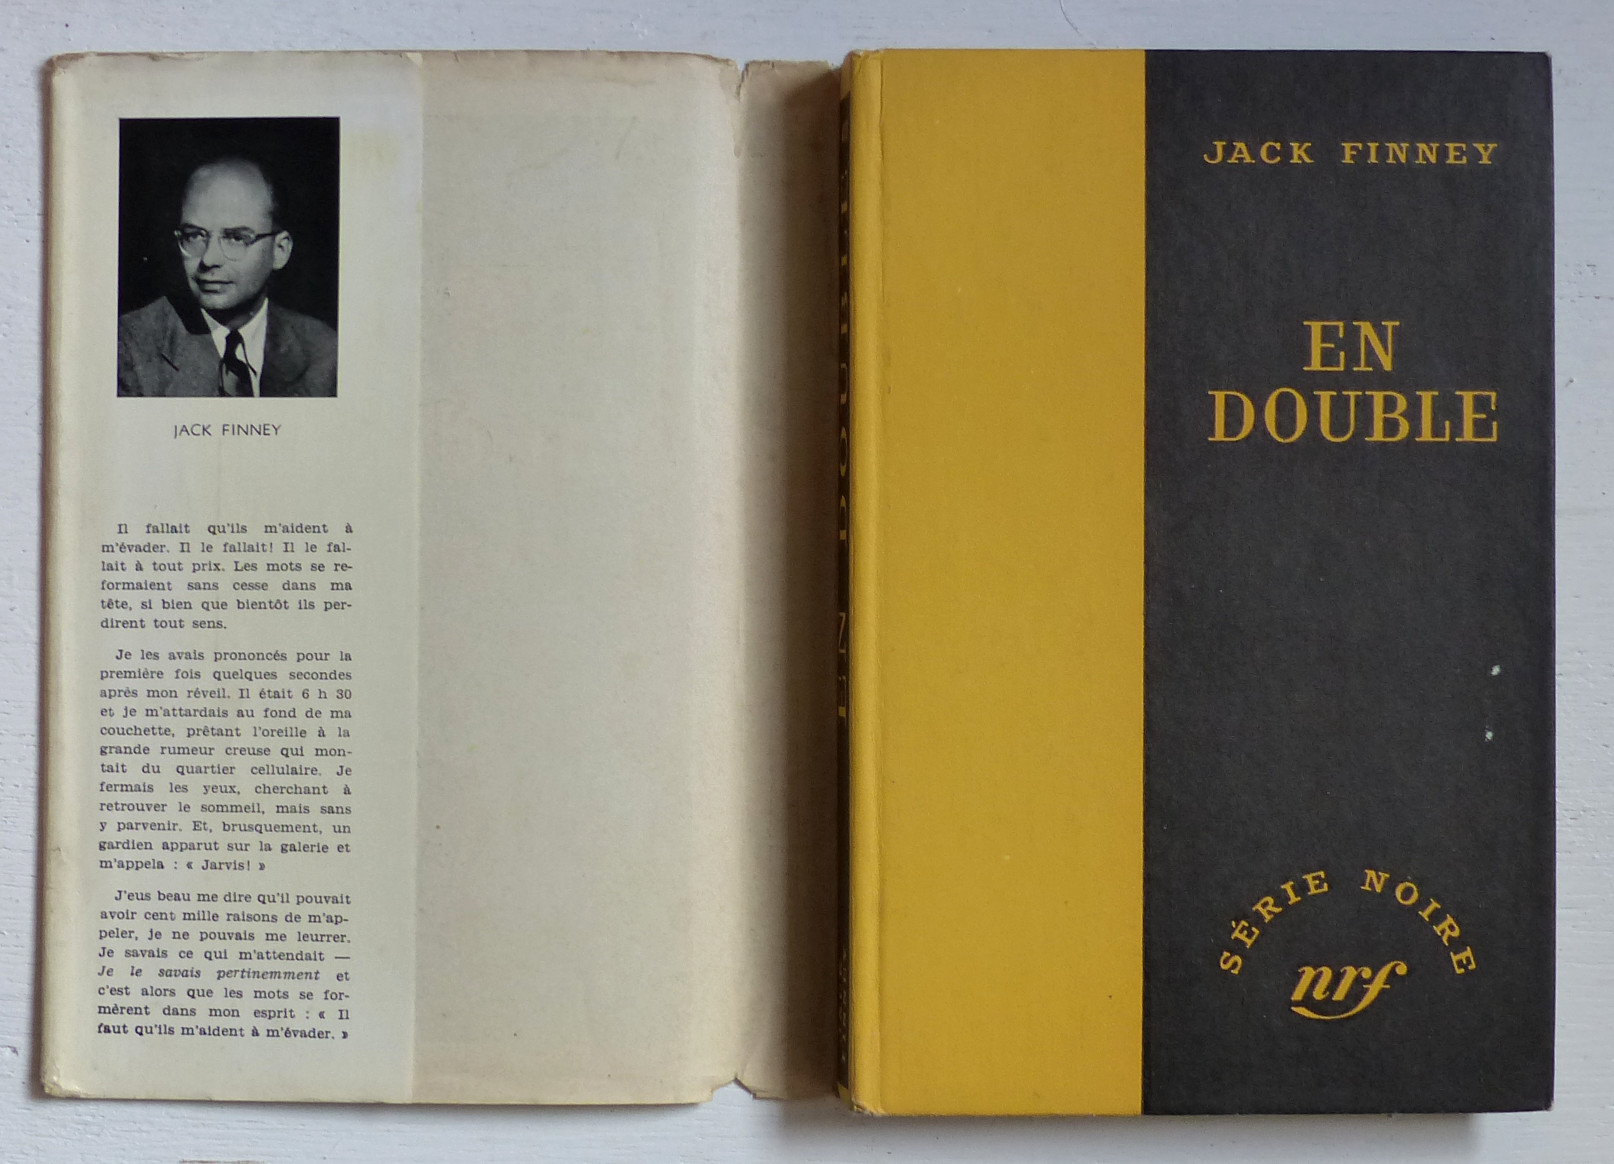 JACK FINNEY
Il fallait qu'ils m'aident à
m'évader. Il le fallait! Il le fal-
lait à tout prix. Les mots se re-
formaient sans cesse dans ma
tête, si bien que bientôt ils per-
dirent tout sens.
Je les avais prononcés pour la
première fois quelques secondes
après mon réveil. Il était 6 h 30
et je m'attardais au fond de ma
couchette, prêtant l'oreille à la
grande rumeur creuse qui mon-
tait du quartier cellulaire. Je
fermais les yeux, cherchant à
retrouver le sommeil, mais sans
y parvenir. Et, brusquement, un
gardien apparut sur la galerie et
m'appela : « Jarvis! »
J'eus beau me dire qu'il pouvait
avoir cent mille raisons de m'ap-
peler, je ne pouvais me leurrer.
Je savais ce qui m'attendait —
Je le savais pertinemment et
c'est alors que les mots se for-
mèrent dans mon esprit : « Il
faut qu'ils m'aident à m'évader. »
JACK FINNEY
EN
DOUBLE
SÉRIE NOIRE
nrf